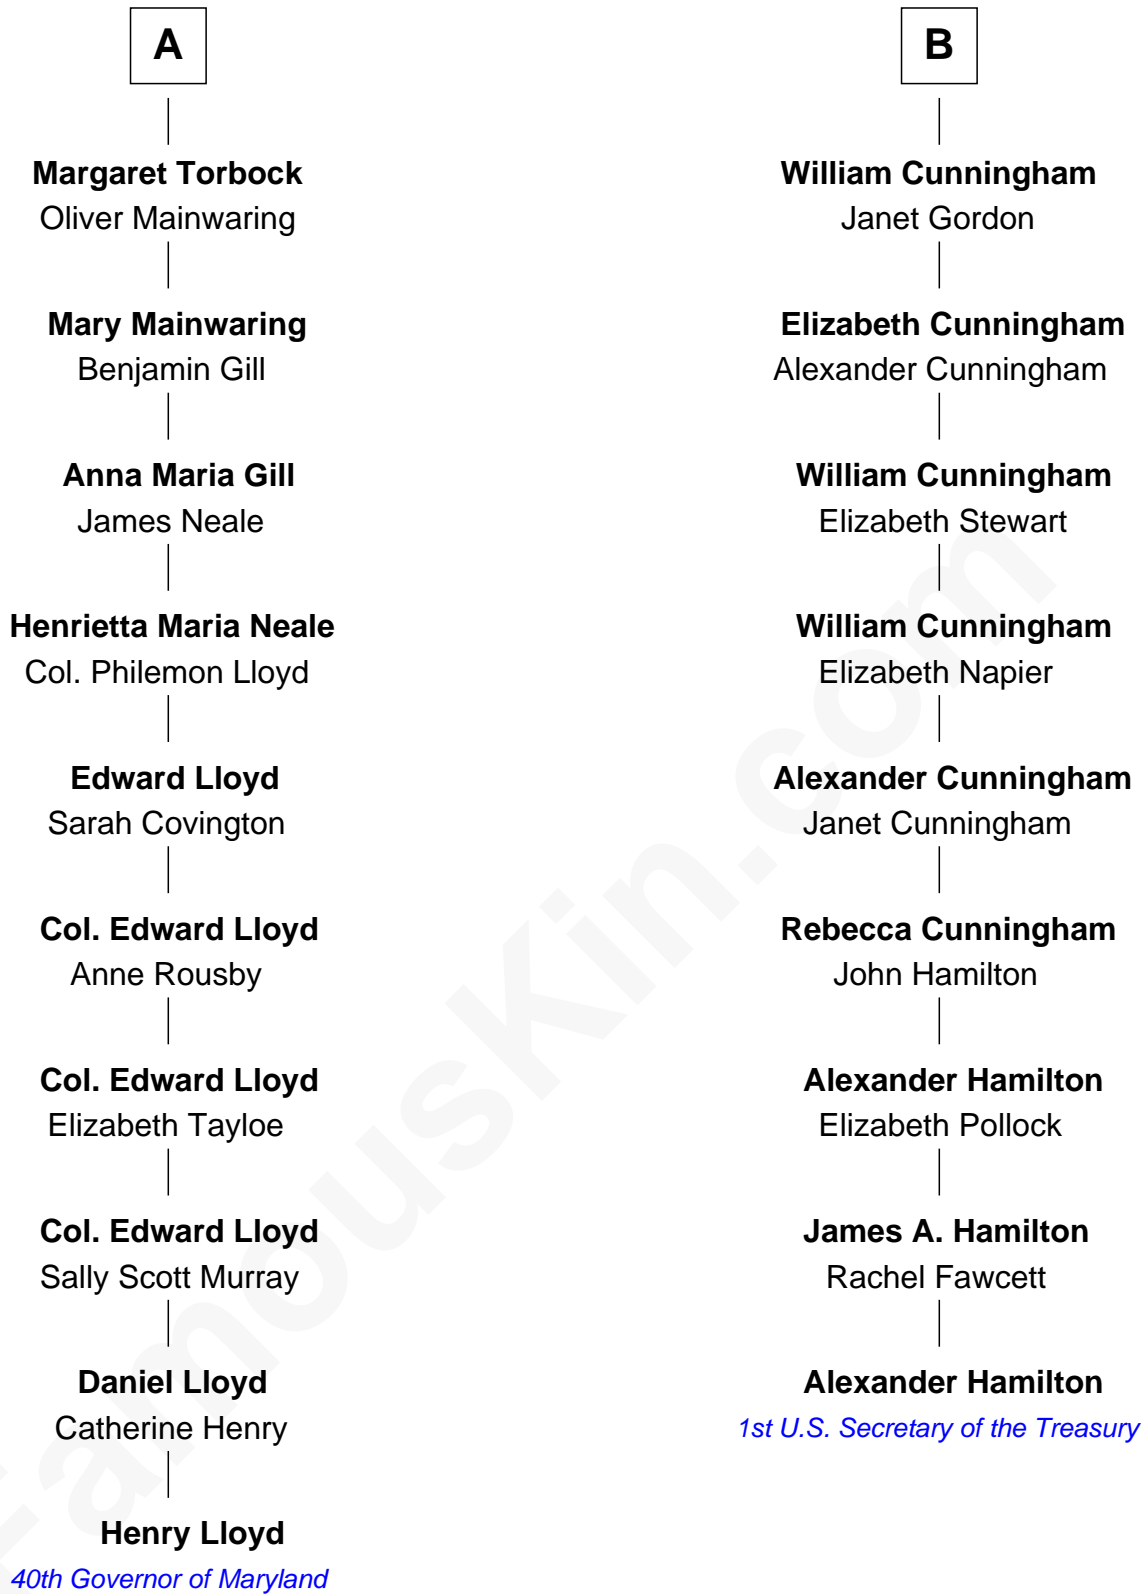 A
Margaret Torbock
Oliver Mainwaring
Mary Mainwaring
Benjamin Gill
Anna Maria Gill
James Neale
Henrietta Maria Neale
Col. Philemon Lloyd
Edward Lloyd
Sarah Covington
Col. Edward Lloyd
Anne Rousby
Col. Edward Lloyd
Elizabeth Tayloe
Col. Edward Lloyd
Sally Scott Murray
Daniel Lloyd
Catherine Henry
Henry Lloyd
40th Governor of Maryland
B
William Cunningham
Janet Gordon
Elizabeth Cunningham
Alexander Cunningham
William Cunningham
Elizabeth Stewart
William Cunningham
Elizabeth Napier
Alexander Cunningham
Janet Cunningham
Rebecca Cunningham
John Hamilton
Alexander Hamilton
Elizabeth Pollock
James A. Hamilton
Rachel Fawcett
Alexander Hamilton
1st U.S. Secretary of the Treasury
FamousKin.com